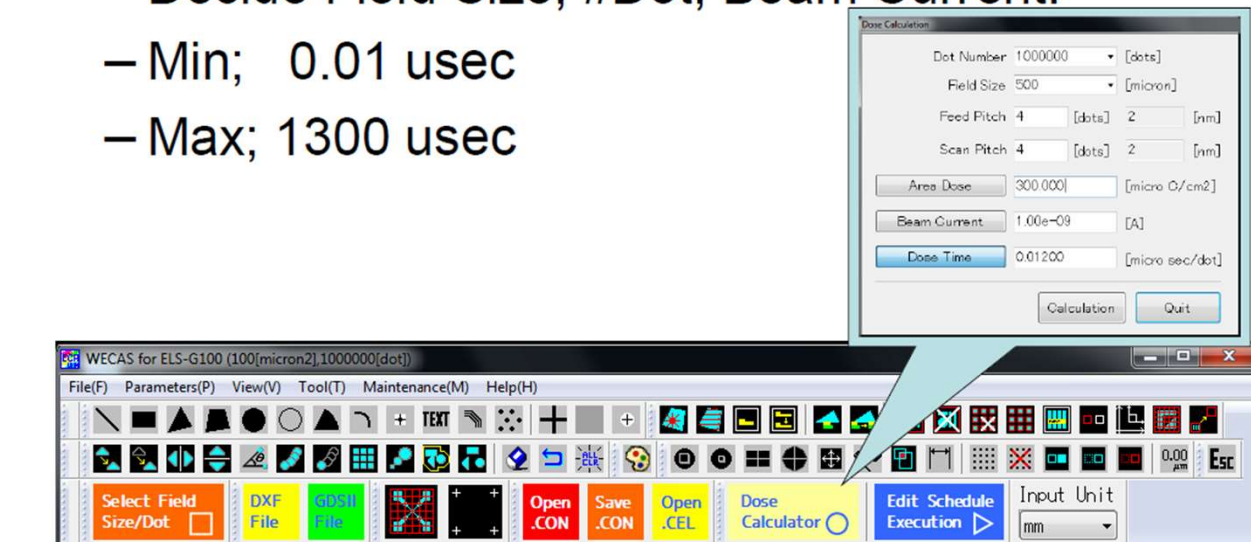 – Min; 0.01 usec
– Max; 1300 usec
Dose Calculation
Dot Number 1000000 [dots]
Field Size 500 [micron]
Feed Pitch 4 [dots] 2 [nm]
Scan Pitch 4 [dots] 2 [nm]
Area Dose 300.000 [micro C/cm2]
Beam Current 1.00e-09 [A]
Dose Time 0.01200 [micro sec/dot]
Calculation Quit
WECAS for ELS-G100 (100[micron2],1000000[dot])
File(F) Parameters(P) View(V) Tool(T) Maintenance(M) Help(H)
TEXT
ALL CLR 0.00 µm Esc
Select Field Size/Dot
DXF File
GDSII File
Open .CON
Save .CON
Open .CEL
Dose Calculator
Edit Schedule Execution
Input Unit
mm